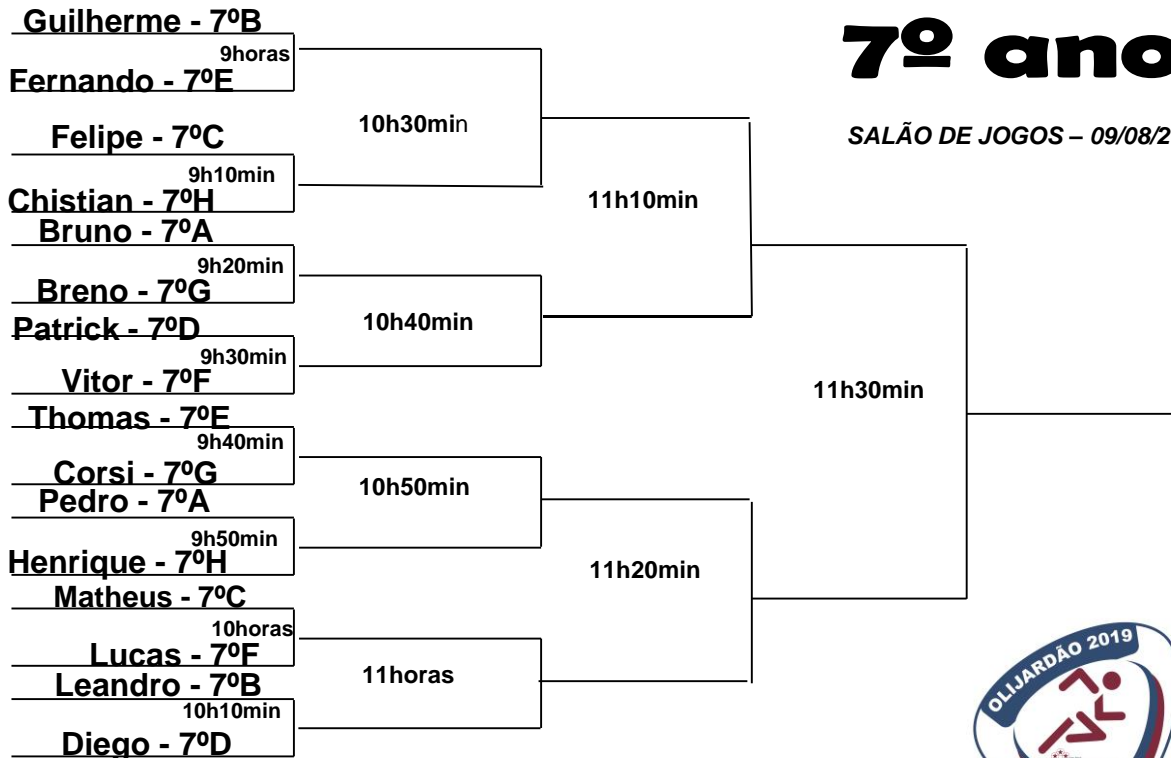 Guilherme - 7ºB
9horas
Fernando - 7ºE
10h30min
Felipe - 7ºC
9h10min
Chistian - 7ºH
11h10min
Bruno - 7ºA
9h20min
Breno - 7ºG
10h40min
Patrick - 7ºD
9h30min
Vitor - 7ºF
11h30min
Thomas - 7ºE
9h40min
Corsi - 7ºG
10h50min
Pedro - 7ºA
9h50min
Henrique - 7ºH
11h20min
Matheus - 7ºC
10horas
Lucas - 7ºF
11horas
Leandro - 7ºB
10h10min
Diego - 7ºD
7º ano
SALÃO DE JOGOS – 09/08/2
OLIJARDÃO 2019